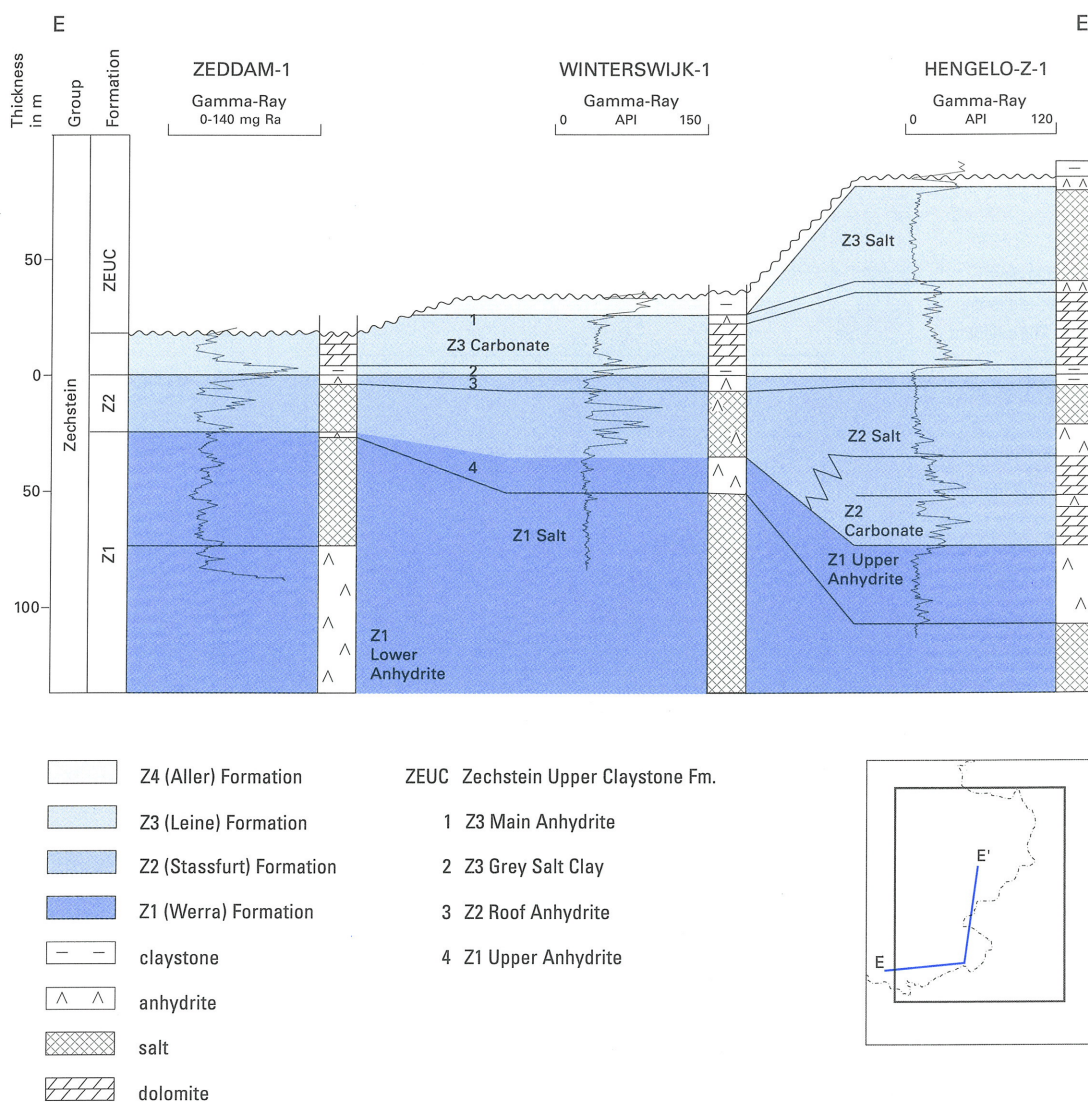 E
E
Thickness
in m
Group
Formation
ZEDDAM-1
Gamma-Ray
0-140 mg Ra
WINTERSWIJK-1
Gamma-Ray
0 API 150
HENGELO-Z-1
Gamma-Ray
0 API 120
50
0
50
100
Zechstein
ZEUC
Z2
Z1
Z3 Salt
1
Z3 Carbonate
2
3
4
Z2 Salt
Z2
Carbonate
Z1 Salt
Z1 Upper
Anhydrite
Z1
Lower
Anhydrite
Z4 (Aller) Formation
Z3 (Leine) Formation
Z2 (Stassfurt) Formation
Z1 (Werra) Formation
claystone
anhydrite
salt
dolomite
ZEUC Zechstein Upper Claystone Fm.
1 Z3 Main Anhydrite
2 Z3 Grey Salt Clay
3 Z2 Roof Anhydrite
4 Z1 Upper Anhydrite
E'
E